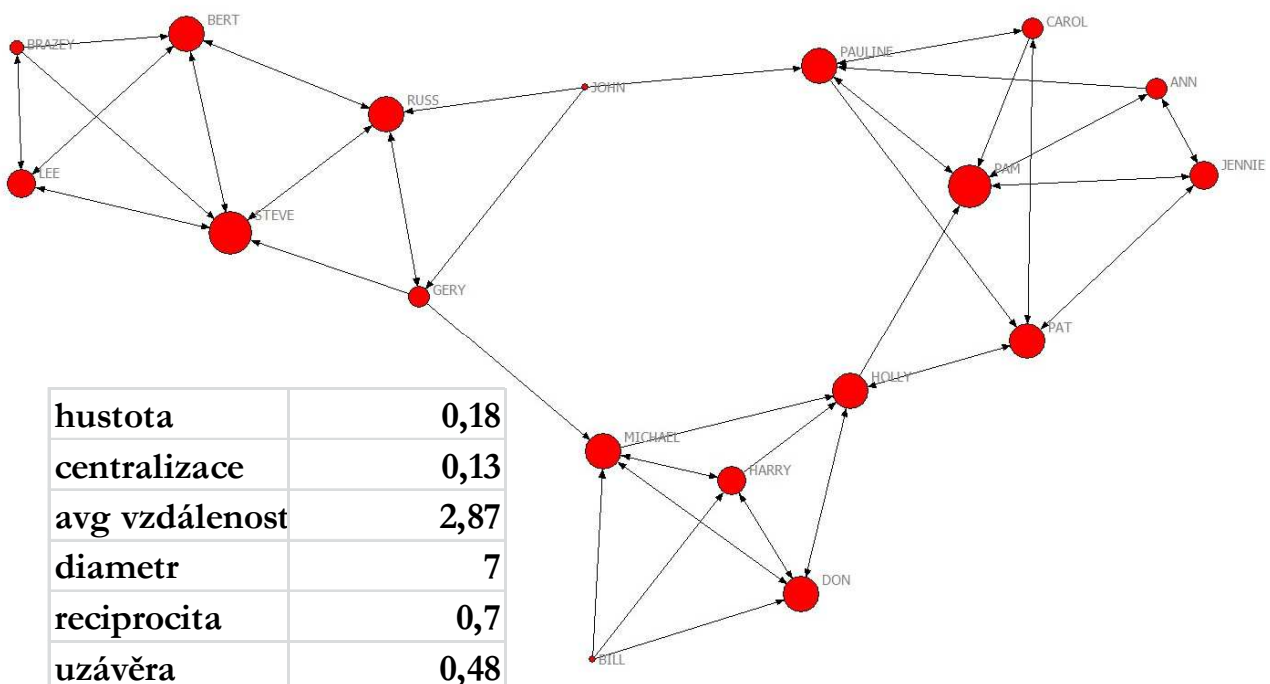 BERT
CAROL
BRAZEY
PAULINE
ANN
JOHN
RUSS
JENNIE
LEE
PAM
STEVE
GERY
PAT
HOLLY
hustota 0,18
MICHAEL
centralizace 0,13
HARRY
avg vzdálenost 2,87
diametr 7
DON
reciprocita 0,7
BILL
uzávěra 0,48